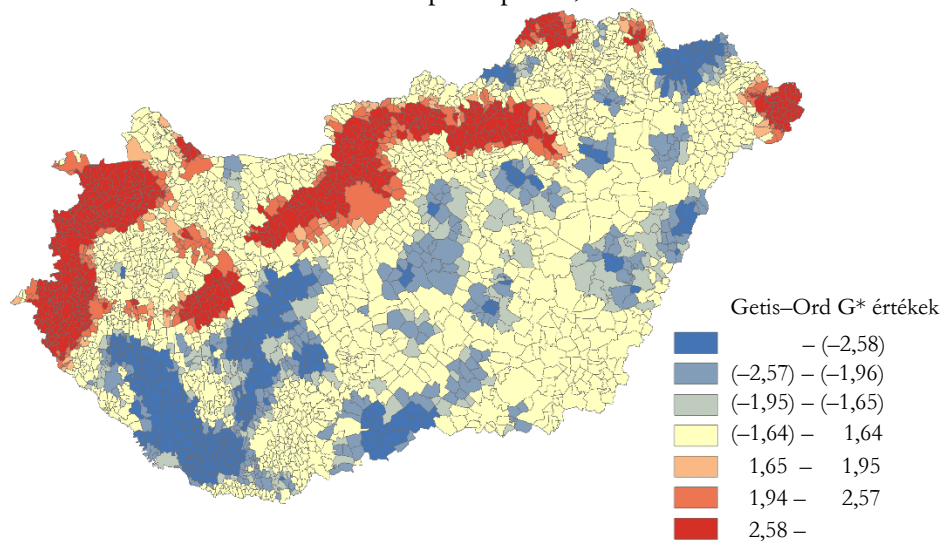 Getis–Ord G* értékek
– (–2,58)
(–2,57) – (–1,96)
(–1,95) – (–1,65)
(–1,64) – 1,64
1,65 – 1,95
1,94 – 2,57
2,58 –